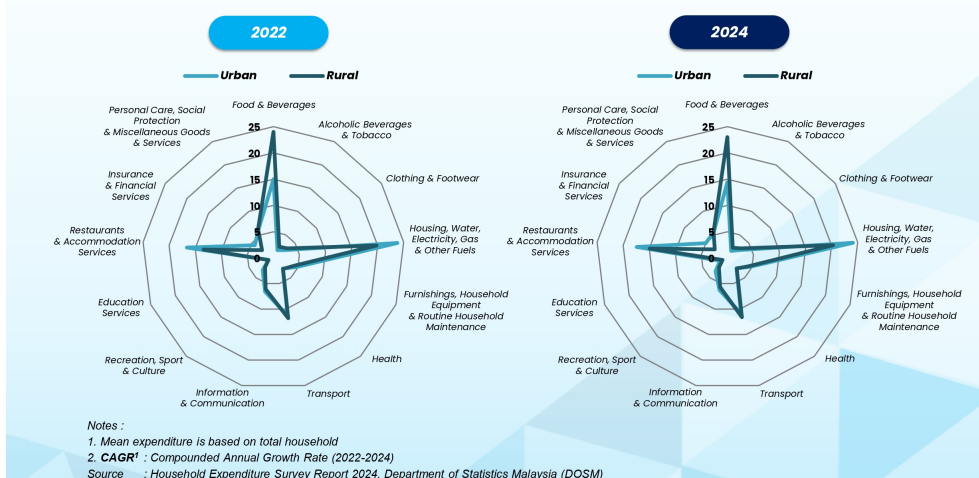 2022
Urban
Rural
Food & Beverages
Alcoholic Beverages
& Tobacco
Clothing & Footwear
Housing, Water,
Electricity, Gas
& Other Fuels
Furnishings, Household
Equipment
& Routine Household
Maintenance
Health
Transport
Information
& Communication
Recreation, Sport
& Culture
Education
Services
Restaurants
& Accommodation
Services
Insurance
& Financial
Services
Personal Care, Social
Protection
& Miscellaneous Goods
& Services
25
20
15
10
5
0
2024
Urban
Rural
Food & Beverages
Alcoholic Beverages
& Tobacco
Clothing & Footwear
Housing, Water,
Electricity, Gas
& Other Fuels
Furnishings, Household
Equipment
& Routine Household
Maintenance
Health
Transport
Information
& Communication
Recreation, Sport
& Culture
Education
Services
Restaurants
& Accommodation
Services
Insurance
& Financial
Services
Personal Care, Social
Protection
& Miscellaneous Goods
& Services
25
20
15
10
5
0
Notes :
1. Mean expenditure is based on total household
2. CAGR¹ : Compounded Annual Growth Rate (2022-2024)
Source : Household Expenditure Survey Report 2024, Department of Statistics Malaysia (DOSM)